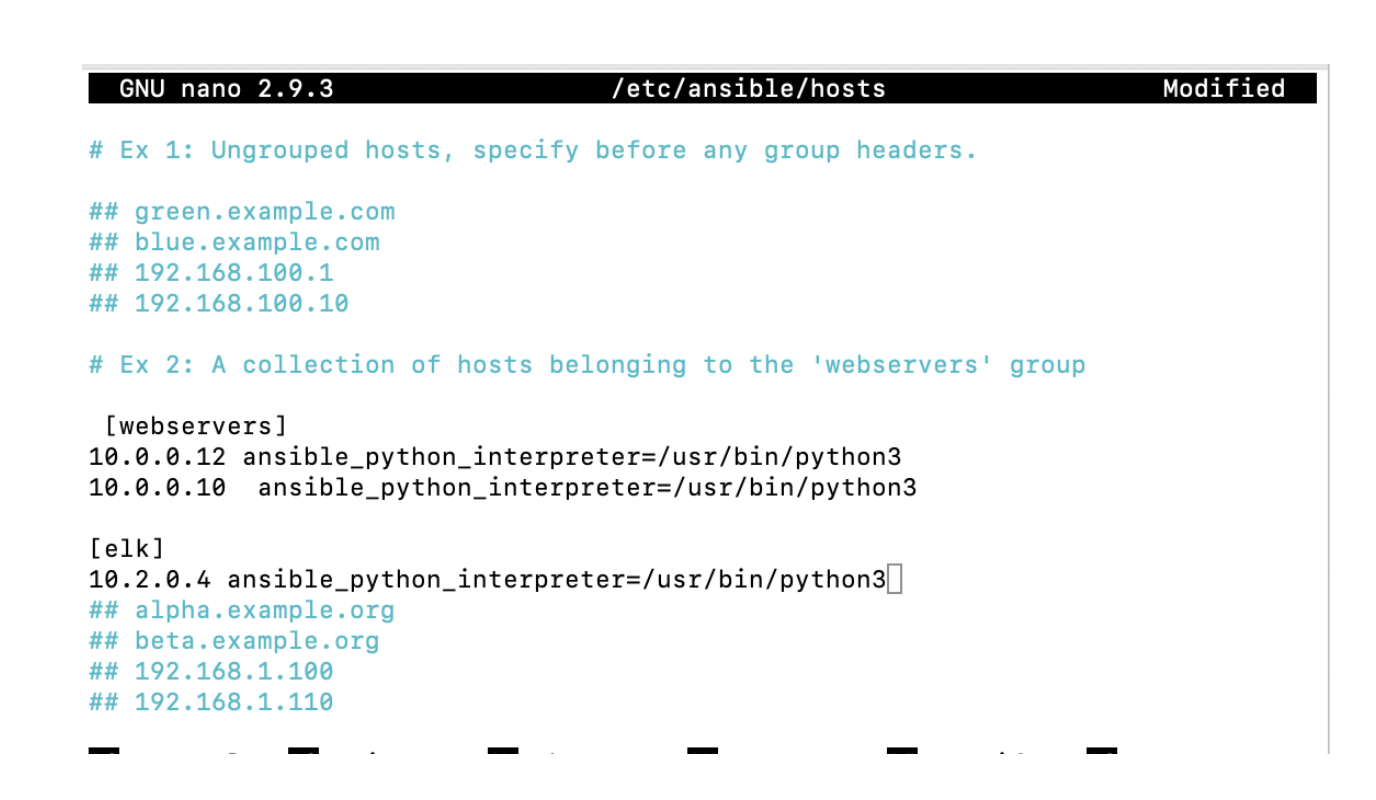 GNU nano 2.9.3 /etc/ansible/hosts Modified
# Ex 1: Ungrouped hosts, specify before any group headers.
## green.example.com
## blue.example.com
## 192.168.100.1
## 192.168.100.10
# Ex 2: A collection of hosts belonging to the 'webservers' group
[webservers]
10.0.0.12 ansible_python_interpreter=/usr/bin/python3
10.0.0.10  ansible_python_interpreter=/usr/bin/python3
[elk]
10.2.0.4 ansible_python_interpreter=/usr/bin/python3
## alpha.example.org
## beta.example.org
## 192.168.1.100
## 192.168.1.110